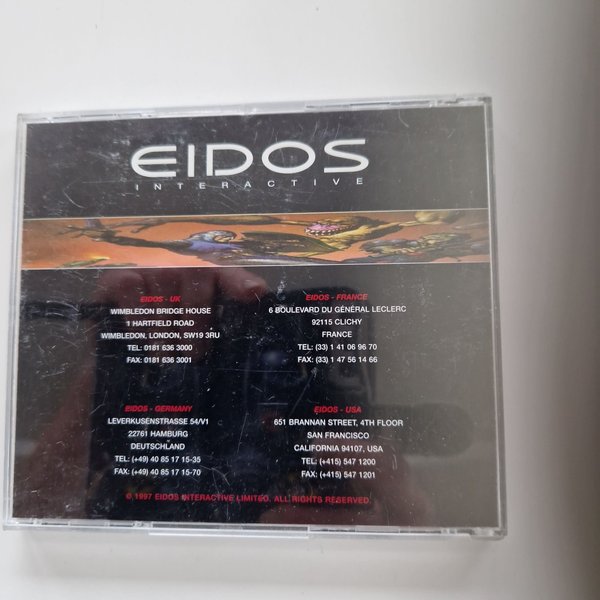 EIDOS
INTERACTIVE
EIDOS - UK
WIMBLEDON BRIDGE HOUSE
1 HARTFIELD ROAD
WIMBLEDON, LONDON, SW19 3RU
TEL: 0181 636 3000
FAX: 0181 636 3001
EIDOS - FRANCE
6 BOULEVARD DU GÉNÉRAL LECLERC
92115 CLICHY
FRANCE
TEL: (33) 1 41 06 96 70
FAX: (33) 1 47 56 14 66
EIDOS - GERMANY
LEVERKUSENSTRASSE 54/V1
22761 HAMBURG
DEUTSCHLAND
TEL: (+49) 40 85 17 15-35
FAX: (+49) 40 85 17 15-70
EIDOS - USA
651 BRANNAN STREET, 4TH FLOOR
SAN FRANCISCO
CALIFORNIA 94107, USA
TEL: (+415) 547 1200
FAX: (+415) 547 1201
© 1997 EIDOS INTERACTIVE LIMITED. ALL RIGHTS RESERVED.